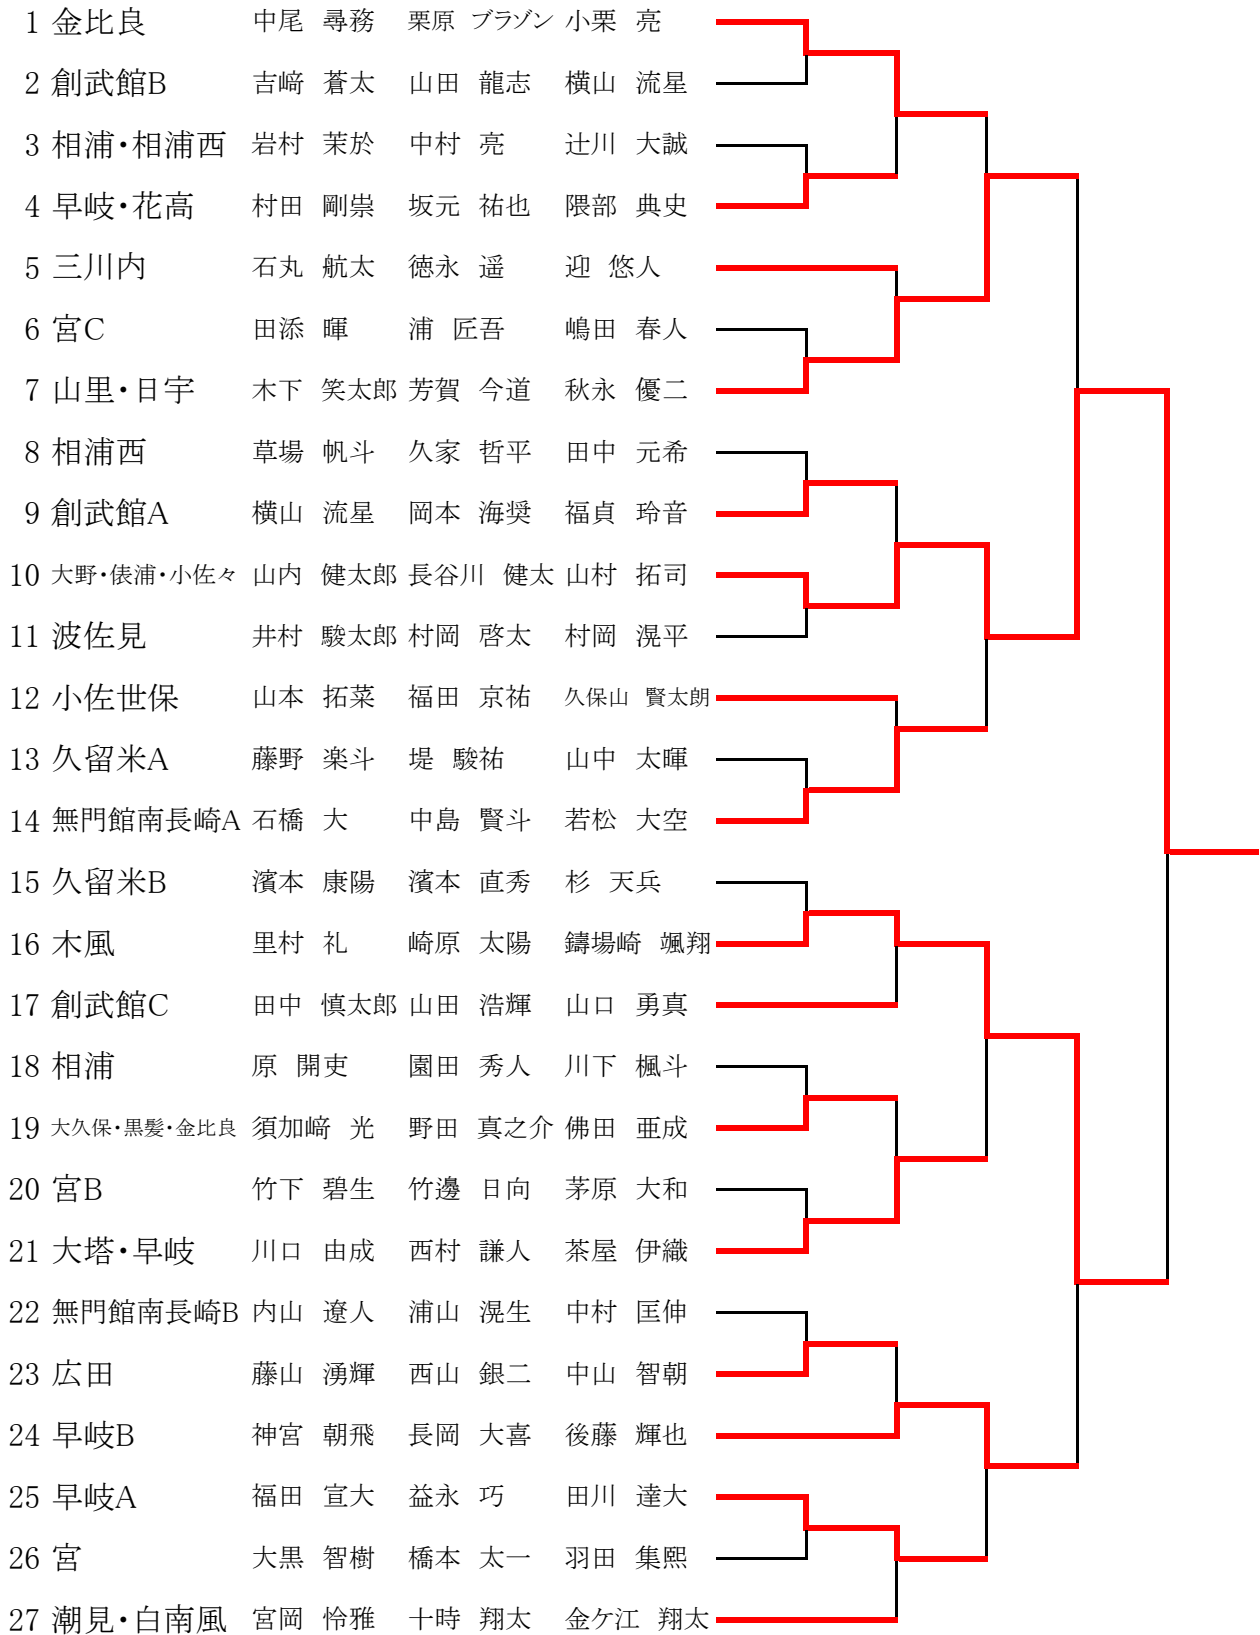 1 金比良 中尾 尋務 栗原 ブラゾン 小栗 亮
2 創武館B 吉﨑 蒼太 山田 龍志 横山 流星
3 相浦・相浦西 岩村 茉於 中村 亮 辻川 大誠
4 早岐・花高 村田 剛崇 坂元 祐也 隈部 典史
5 三川内 石丸 航太 徳永 遥 迎 悠人
6 宮C 田添 暉 浦 匠吾 嶋田 春人
7 山里・日宇 木下 笑太郎 芳賀 今道 秋永 優二
8 相浦西 草場 帆斗 久家 哲平 田中 元希
9 創武館A 横山 流星 岡本 海奨 福貞 玲音
10 大野・俵浦・小佐々 山内 健太郎 長谷川 健太 山村 拓司
11 波佐見 井村 駿太郎 村岡 啓太 村岡 滉平
12 小佐世保 山本 拓菜 福田 京祐 久保山 賢太朗
13 久留米A 藤野 楽斗 堤 駿祐 山中 太暉
14 無門館南長崎A 石橋 大 中島 賢斗 若松 大空
15 久留米B 濱本 康陽 濱本 直秀 杉 天兵
16 木風 里村 礼 崎原 太陽 鑄場崎 颯翔
17 創武館C 田中 慎太郎 山田 浩輝 山口 勇真
18 相浦 原 開吏 園田 秀人 川下 楓斗
19 大久保・黒髪・金比良 須加﨑 光 野田 真之介 佛田 亜成
20 宮B 竹下 碧生 竹邊 日向 茅原 大和
21 大塔・早岐 川口 由成 西村 謙人 茶屋 伊織
22 無門館南長崎B 内山 遼人 浦山 滉生 中村 匡伸
23 広田 藤山 湧輝 西山 銀二 中山 智朝
24 早岐B 神宮 朝飛 長岡 大喜 後藤 輝也
25 早岐A 福田 宣大 益永 巧 田川 達大
26 宮 大黒 智樹 橋本 太一 羽田 集熙
27 潮見・白南風 宮岡 怜雅 十時 翔太 金ケ江 翔太